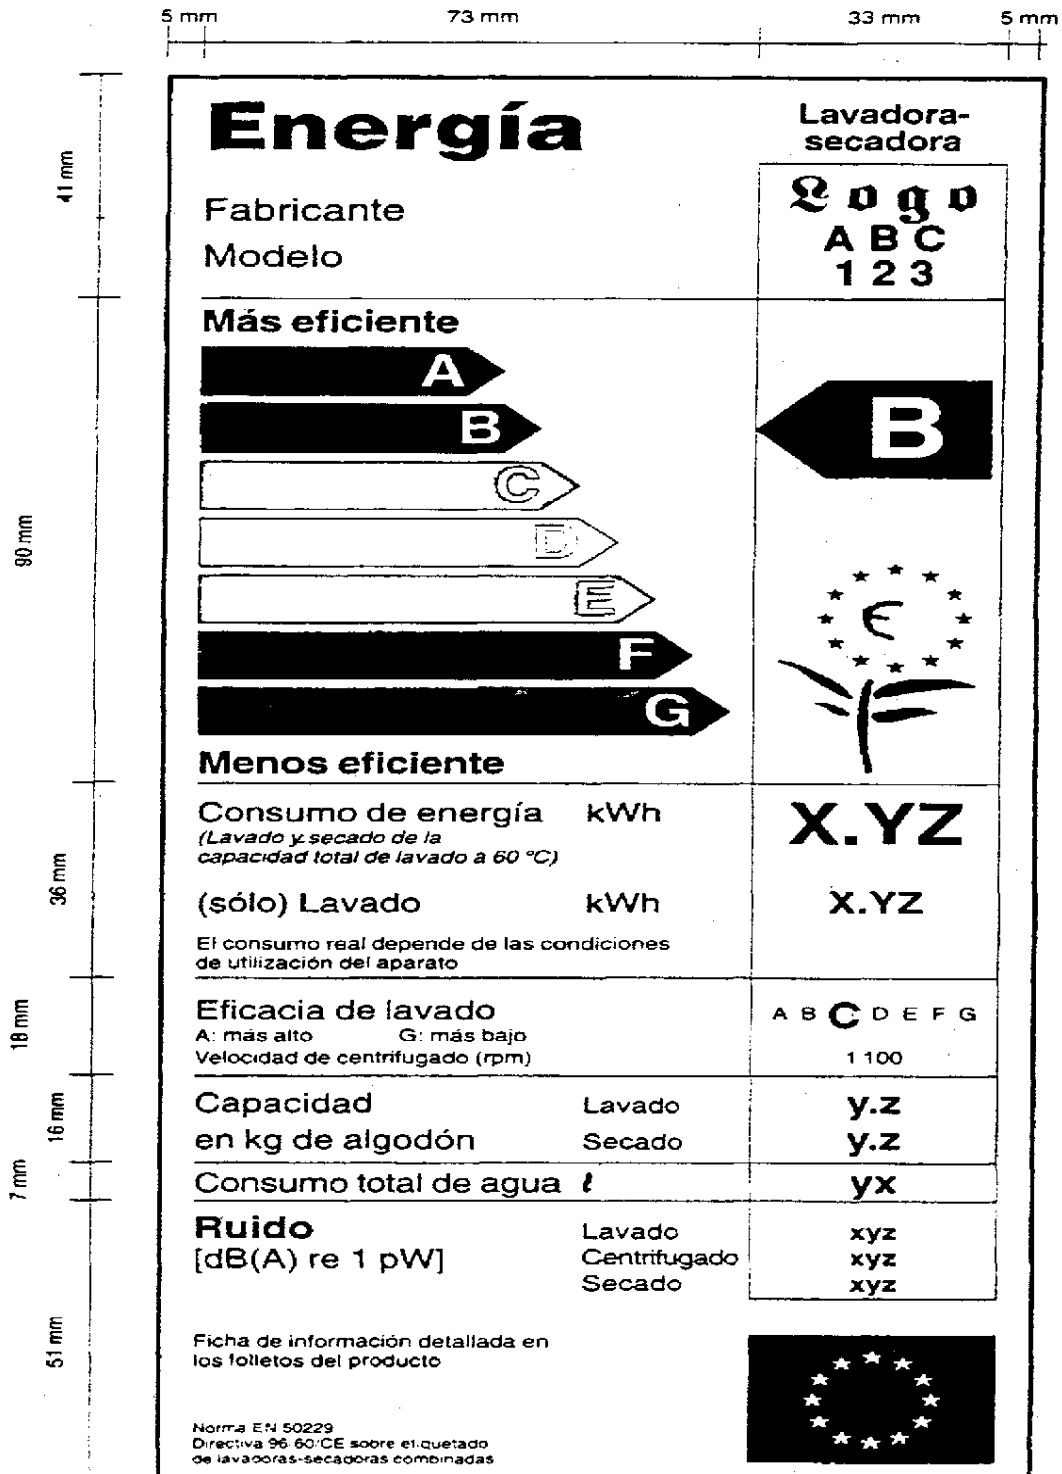 5 mm 73 mm 33 mm 5 mm
41 mm
90 mm
36 mm
18 mm
16 mm
7 mm
51 mm
Energía
Lavadora-
secadora
Fabricante
Modelo
Logo
A B C
1 2 3
Más eficiente
A
B
C
D
E
F
G
B
Menos eficiente
Consumo de energía kWh X.YZ
(Lavado y secado de la
capacidad total de lavado a 60 °C)
(sólo) Lavado kWh X.YZ
El consumo real depende de las condiciones
de utilización del aparato
Eficacia de lavado A B C D E F G
A: más alto G: más bajo
Velocidad de centrifugado (rpm) 1 100
Capacidad Lavado y.z
en kg de algodón Secado y.z
Consumo total de agua ℓ yx
Ruido Lavado xyz
[dB(A) re 1 pW] Centrifugado xyz
Secado xyz
Ficha de información detallada en
los folletos del producto
Norma EN 50229
Directiva 96/60/CE sobre etiquetado
de lavadoras-secadoras combinadas